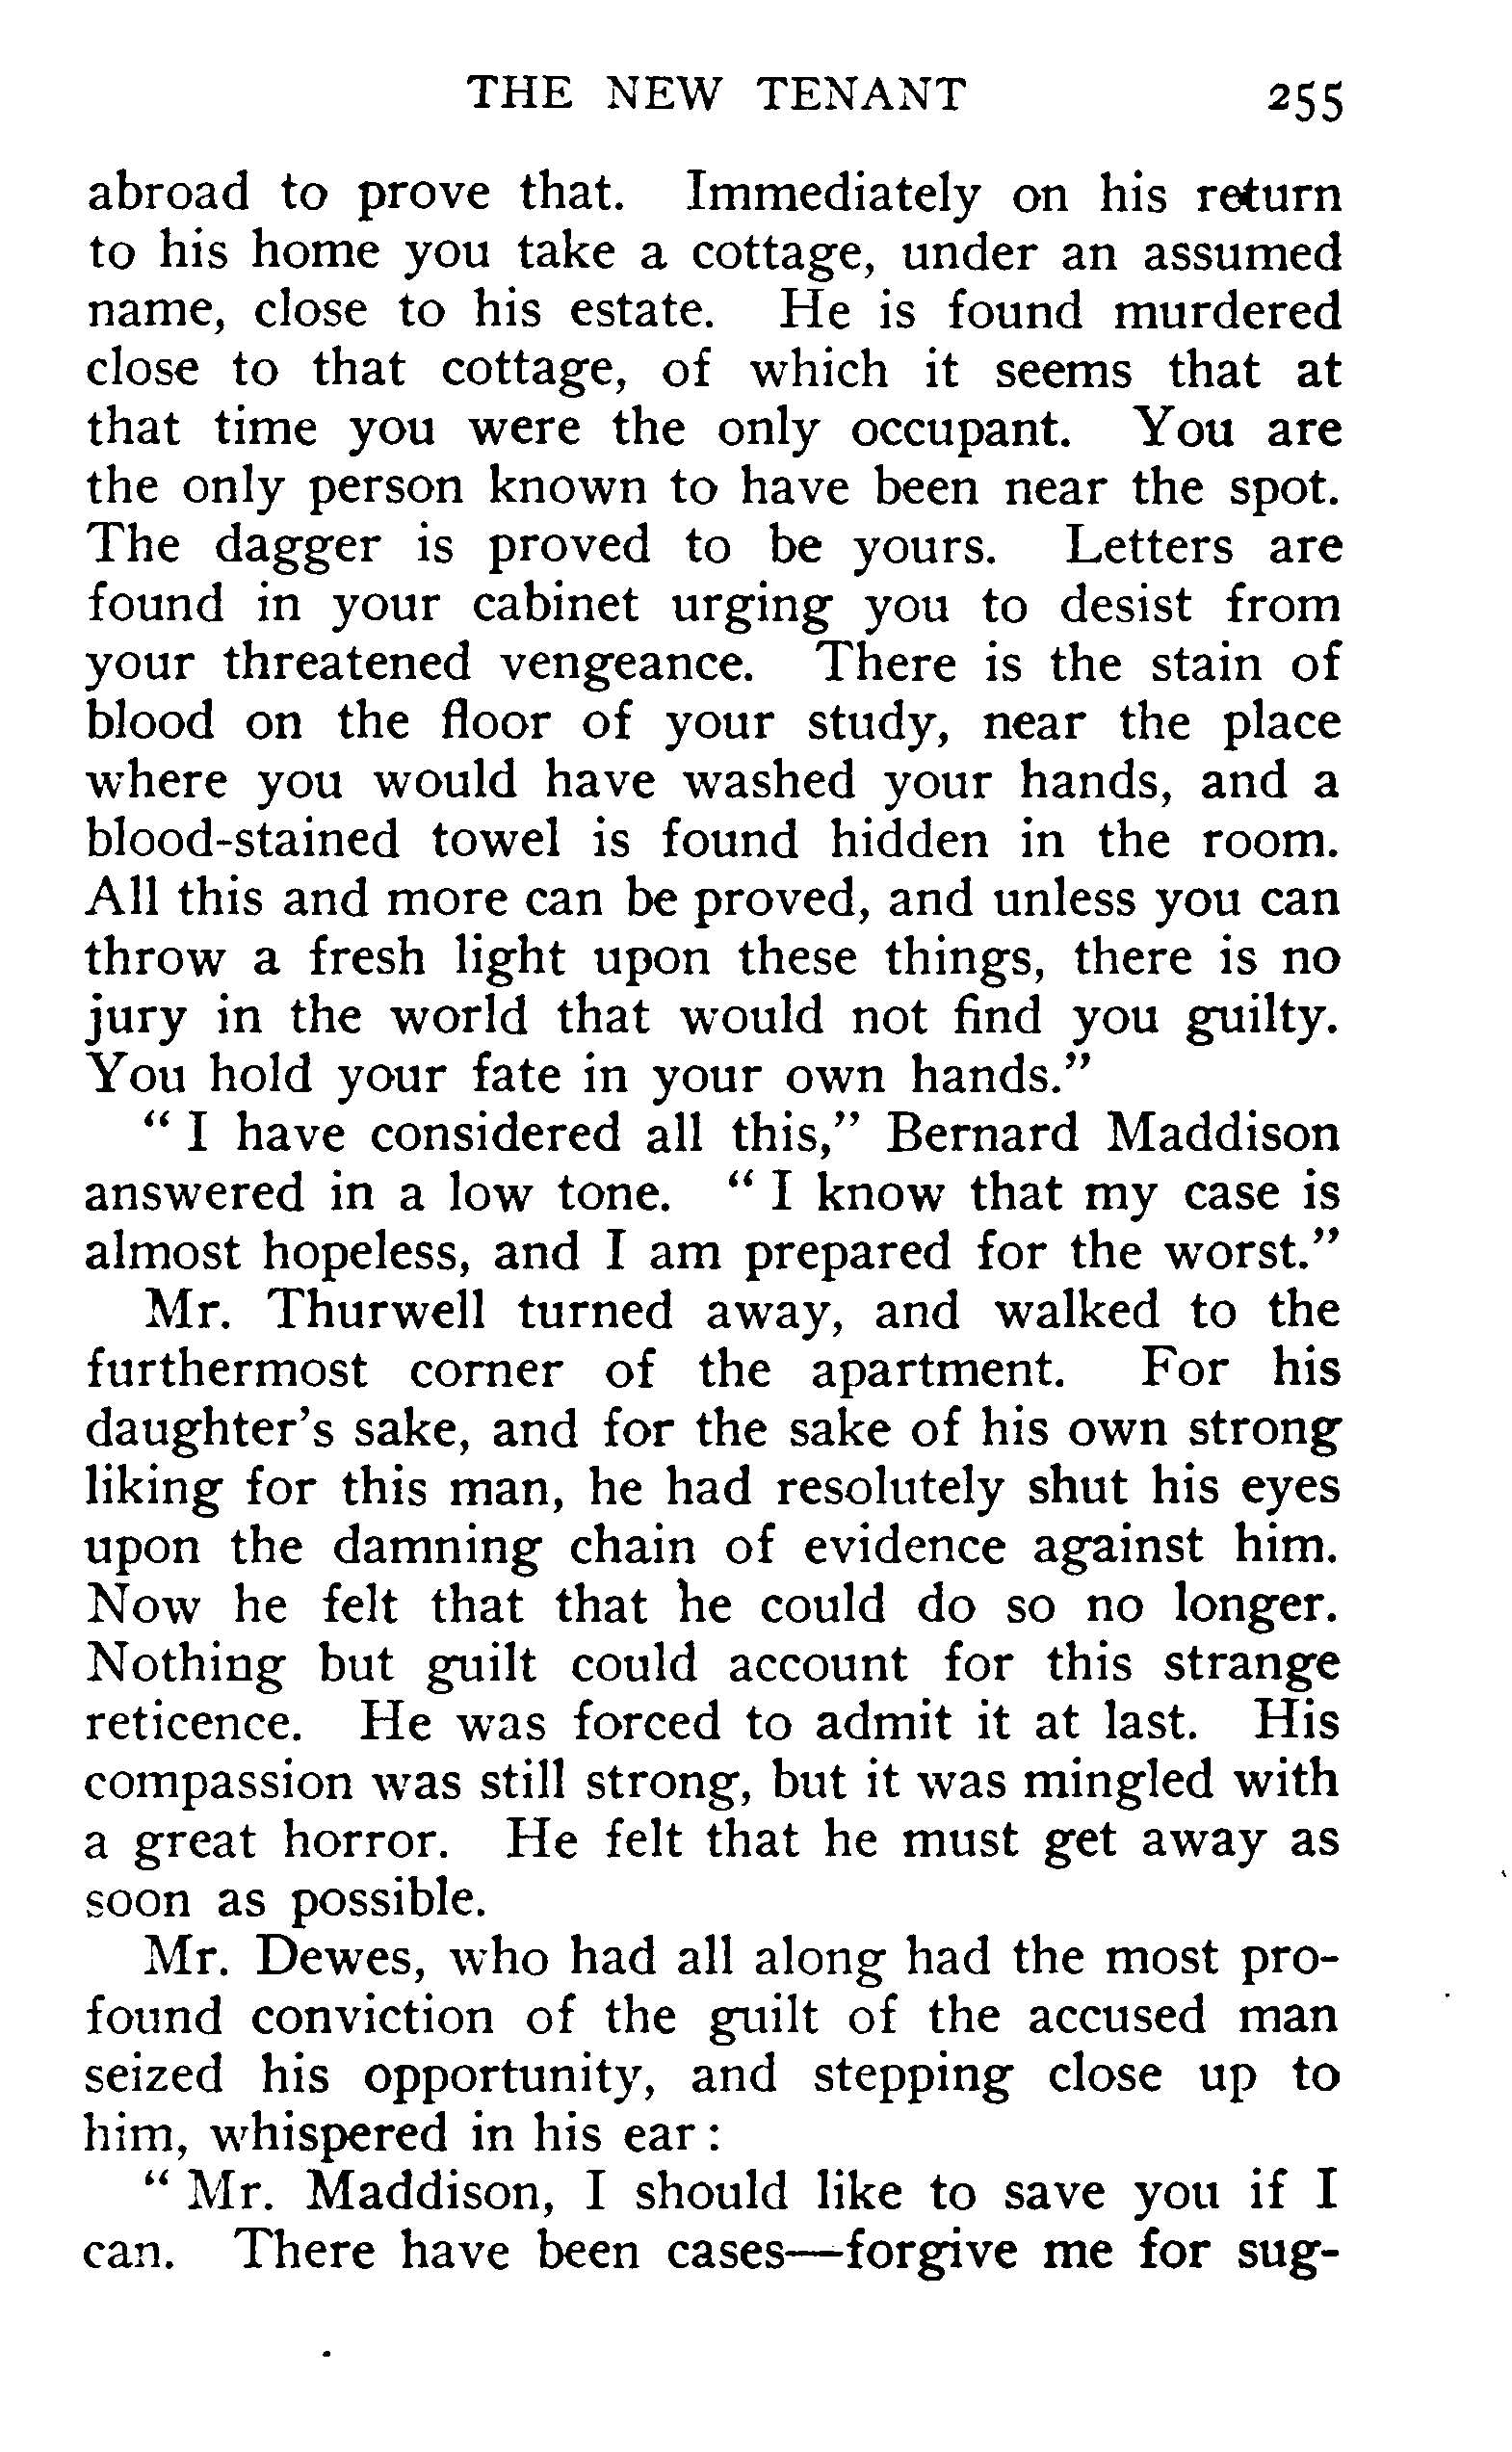 THE NEW TENANT 255
abroad to prove that. Immediately on his return
to his home you take a cottage, under an assumed
name, close to his estate. He is found murdered
close to that cottage, of which it seems that at
that time you were the only occupant. You are
the only person known to have been near the spot.
The dagger is proved to be yours. Letters are
found in your cabinet urging you to desist from
your threatened vengeance. There is the stain of
blood on the floor of your study, near the place
where you would have washed your hands, and a
blood-stained towel is found hidden in the room.
All this and more can be proved, and unless you can
throw a fresh light upon these things, there is no
jury in the world that would not find you guilty.
You hold your fate in your own hands.”
“ I have considered all this,” Bernard Maddison
answered in a low tone. “ I know that my case is
almost hopeless, and I am prepared for the worst.”
Mr. Thurwell turned away, and walked to the
furthermost corner of the apartment. For his
daughter’s sake, and for the sake of his own strong
liking for this man, he had resolutely shut his eyes
upon the damning chain of evidence against him.
Now he felt that that he could do so no longer.
Nothing but guilt could account for this strange
reticence. He was forced to admit it at last. His
compassion was still strong, but it was mingled with
a great horror. He felt that he must get away as
soon as possible.
Mr. Dewes, who had all along had the most pro-
found conviction of the guilt of the accused man
seized his opportunity, and stepping close up to
him, whispered in his ear :
“ Mr. Maddison, I should like to save you if I
can. There have been cases—forgive me for sug-